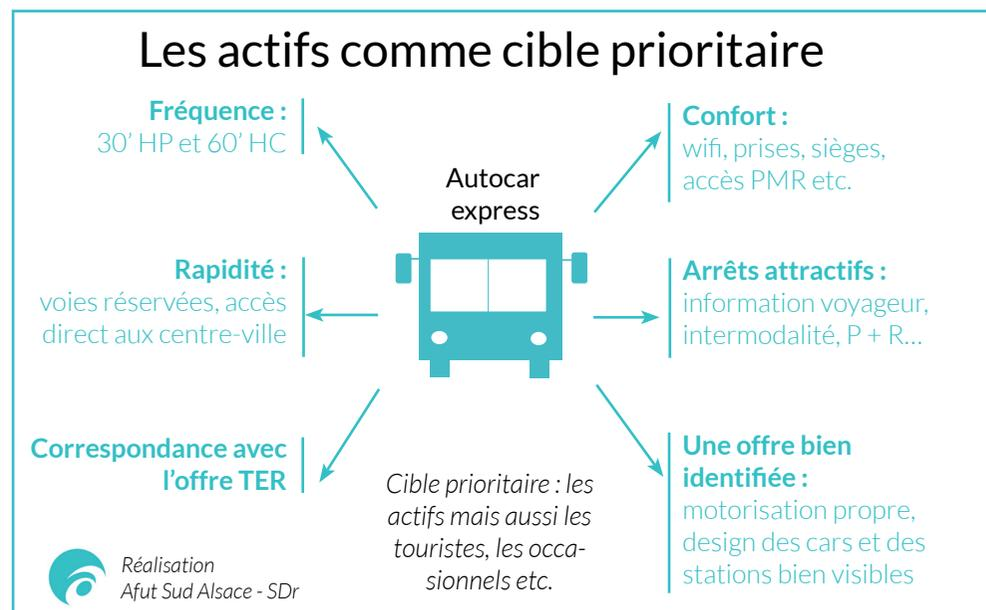 Les actifs comme cible prioritaire
Fréquence :
30’ HP et 60’ HC
Rapidité :
voies réservées, accès
direct aux centre-ville
Correspondance avec
l’offre TER
Autocar
express
Confort :
wifi, prises, sièges,
accès PMR etc.
Arrêts attractifs :
information voyageur,
intermodalité, P + R...
Une offre bien
identifiée :
motorisation propre,
design des cars et des
stations bien visibles
Cible prioritaire : les
actifs mais aussi les
touristes, les occa-
sionnels etc.
Réalisation
Afut Sud Alsace - SDr